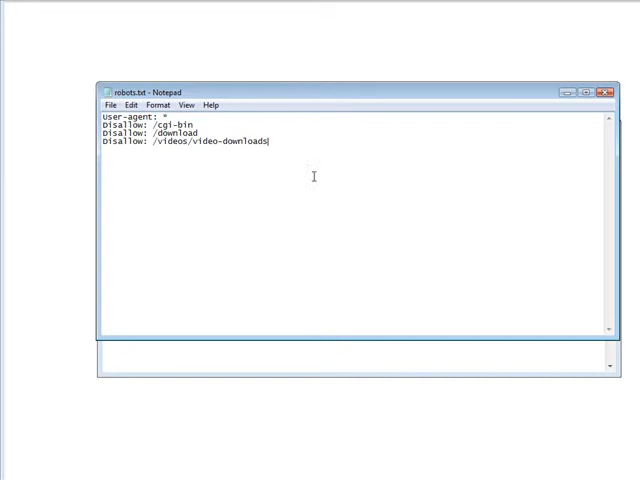 robots.txt - Notepad
File Edit Format View Help
User-agent: *
Disallow: /cgi-bin
Disallow: /download
Disallow: /videos/video-downloads